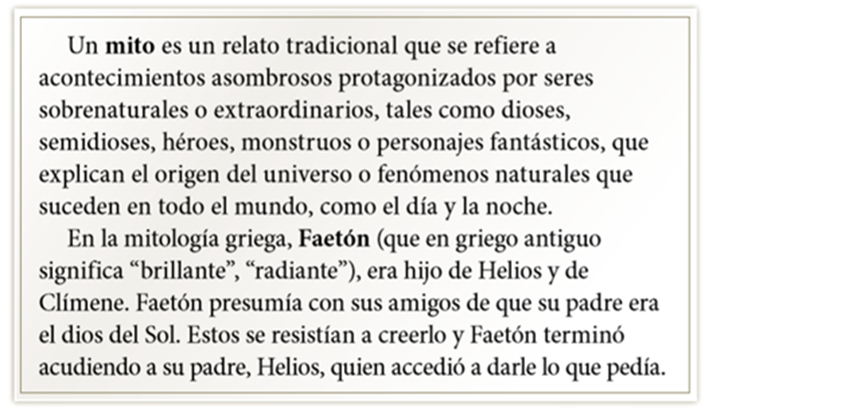 Un mito es un relato tradicional que se refiere a
acontecimientos asombrosos protagonizados por seres
sobrenaturales o extraordinarios, tales como dioses,
semidioses, héroes, monstruos o personajes fantásticos, que
explican el origen del universo o fenómenos naturales que
suceden en todo el mundo, como el día y la noche.
En la mitología griega, Faetón (que en griego antiguo
significa “brillante”, “radiante”), era hijo de Helios y de
Clímene. Faetón presumía con sus amigos de que su padre era
el dios del Sol. Estos se resistían a creerlo y Faetón terminó
acudiendo a su padre, Helios, quien accedió a darle lo que pedía.